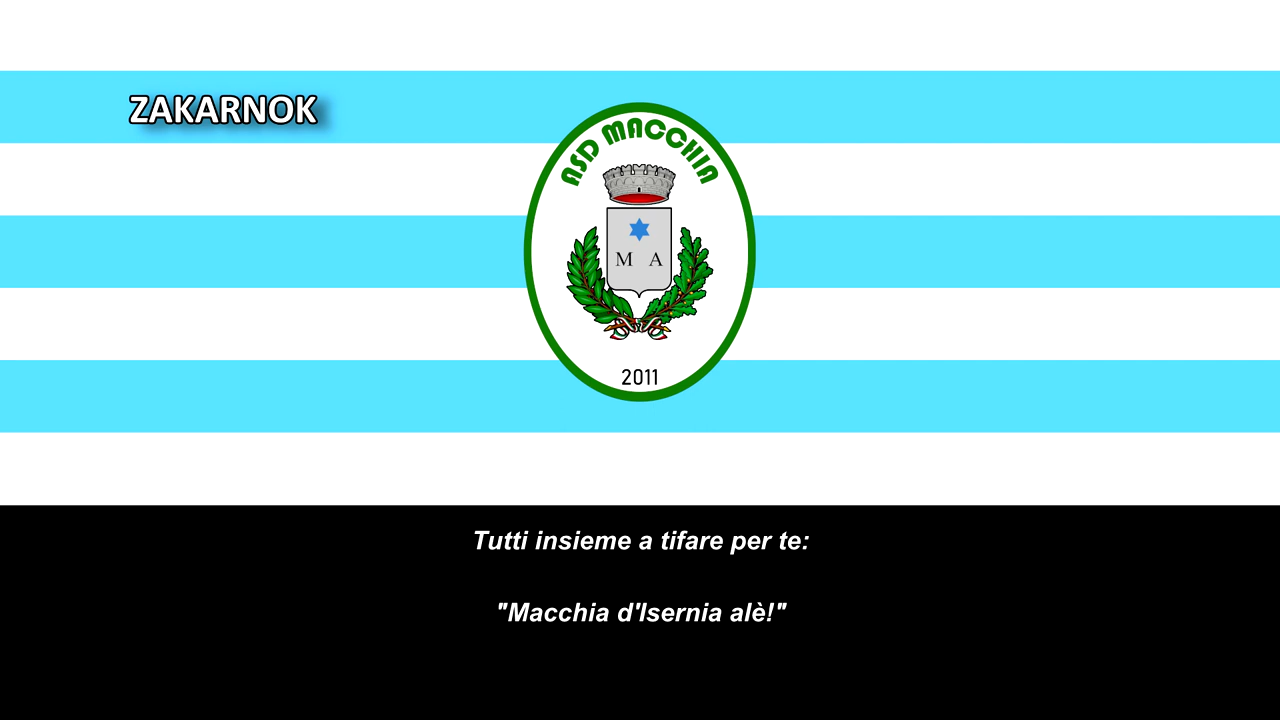 ZAKARNOK
ASD MACCHIA
M A
2011
Tutti insieme a tifare per te:
"Macchia d'Isernia alè!"